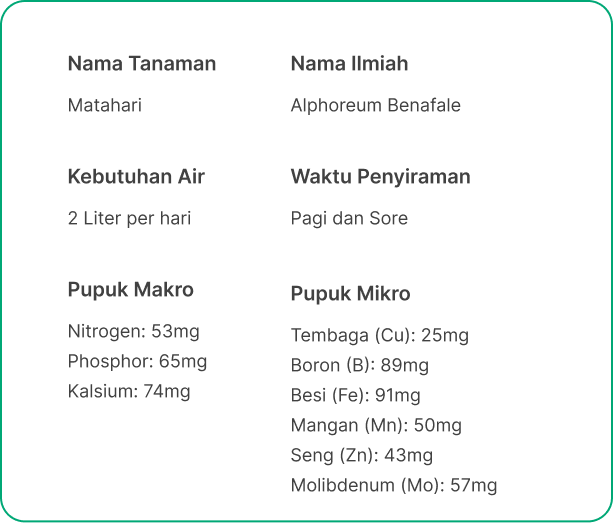 Nama Tanaman
Matahari
Nama Ilmiah
Alphoreum Benafale
Kebutuhan Air
2 Liter per hari
Waktu Penyiraman
Pagi dan Sore
Pupuk Makro
Nitrogen: 53mg
Phosphor: 65mg
Kalsium: 74mg
Pupuk Mikro
Tembaga (Cu): 25mg
Boron (B): 89mg
Besi (Fe): 91mg
Mangan (Mn): 50mg
Seng (Zn): 43mg
Molibdenum (Mo): 57mg